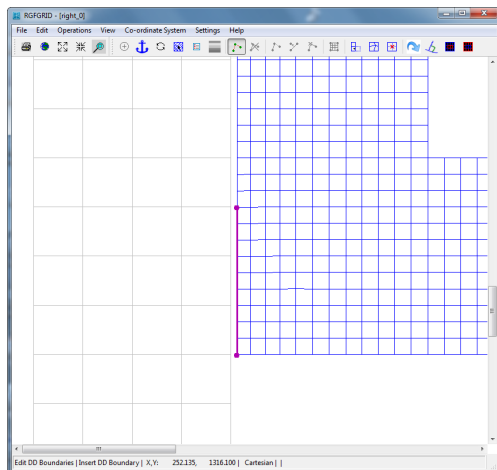 RGFGRID - [right_0]
File Edit Operations View Co-ordinate System Settings Help
Edit DD Boundaries | Insert DD Boundary | X,Y: 252.135, 1316.100 | Cartesian | |